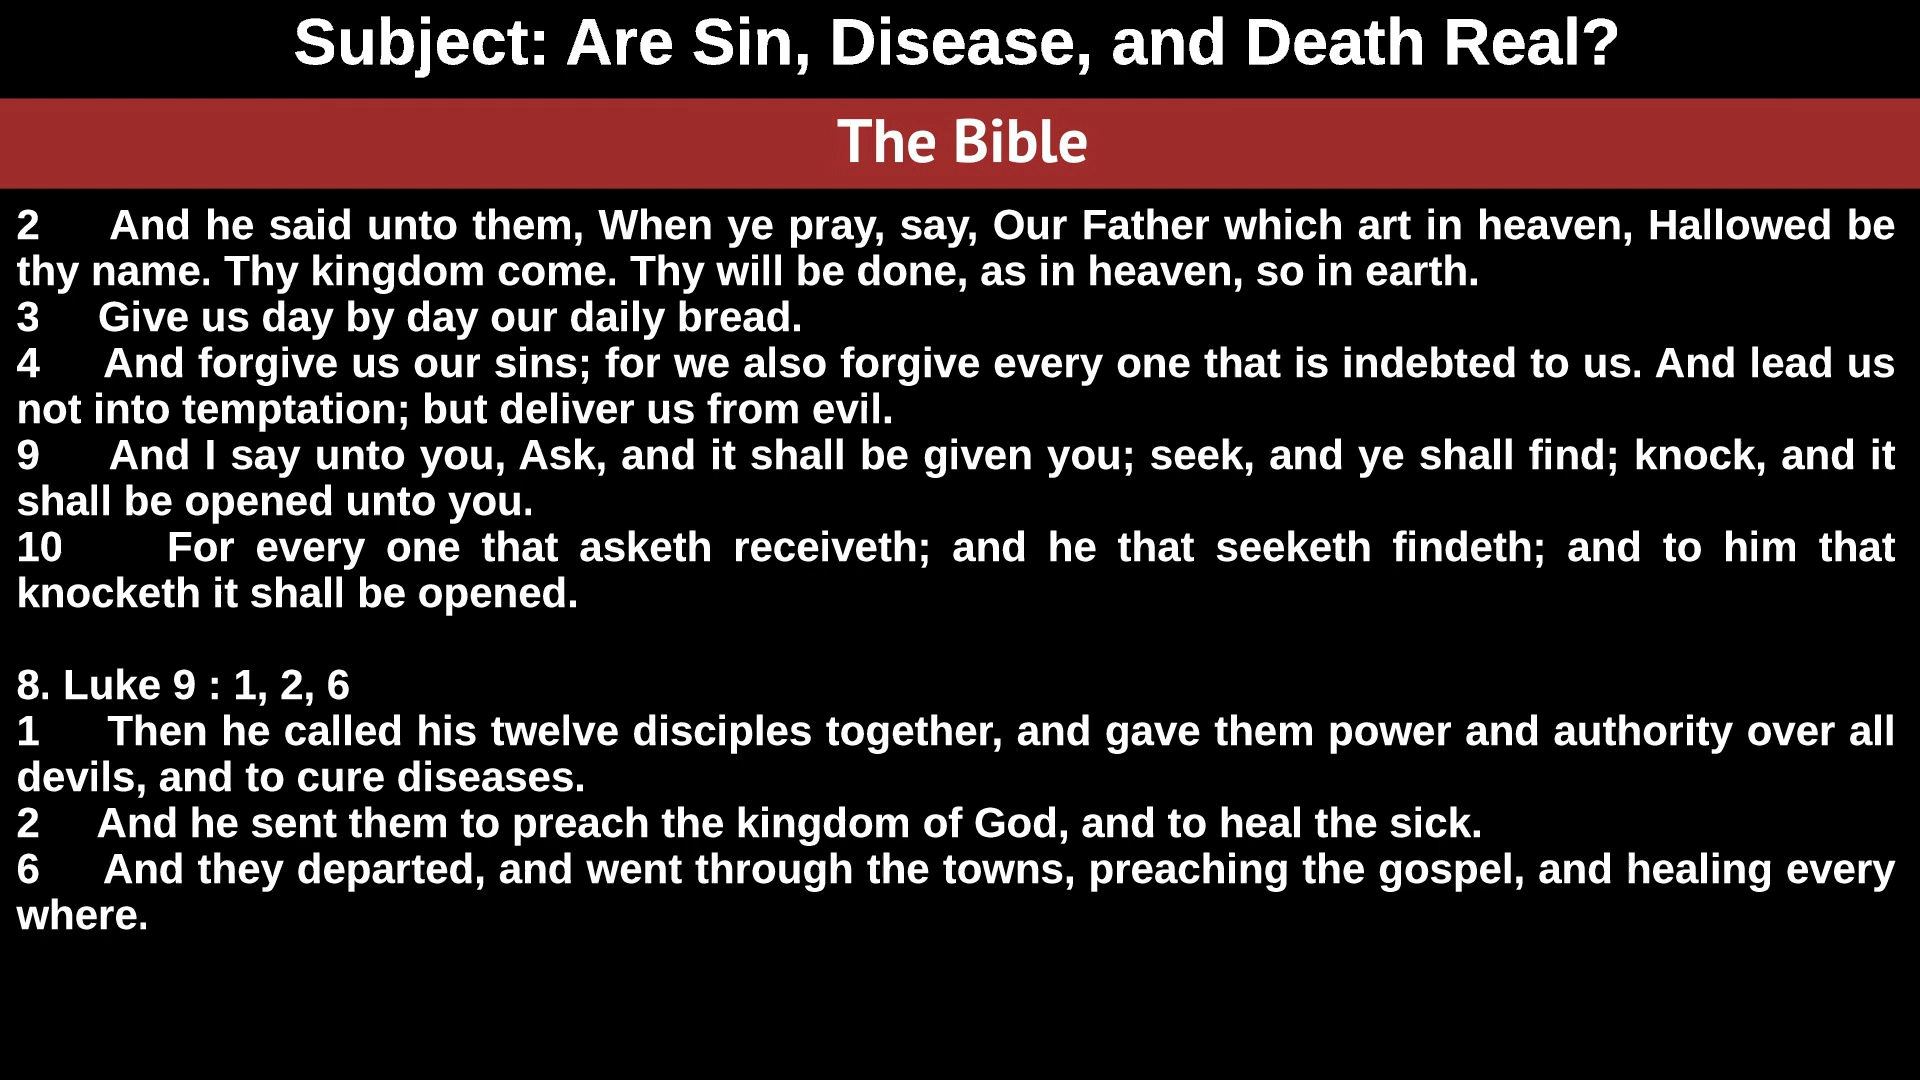 Subject: Are Sin, Disease, and Death Real?
The Bible
2 And he said unto them, When ye pray, say, Our Father which art in heaven, Hallowed be
thy name. Thy kingdom come. Thy will be done, as in heaven, so in earth.
3 Give us day by day our daily bread.
4 And forgive us our sins; for we also forgive every one that is indebted to us. And lead us
not into temptation; but deliver us from evil.
9 And I say unto you, Ask, and it shall be given you; seek, and ye shall find; knock, and it
shall be opened unto you.
10 For every one that asketh receiveth; and he that seeketh findeth; and to him that
knocketh it shall be opened.
8. Luke 9 : 1, 2, 6
1 Then he called his twelve disciples together, and gave them power and authority over all
devils, and to cure diseases.
2 And he sent them to preach the kingdom of God, and to heal the sick.
6 And they departed, and went through the towns, preaching the gospel, and healing every
where.